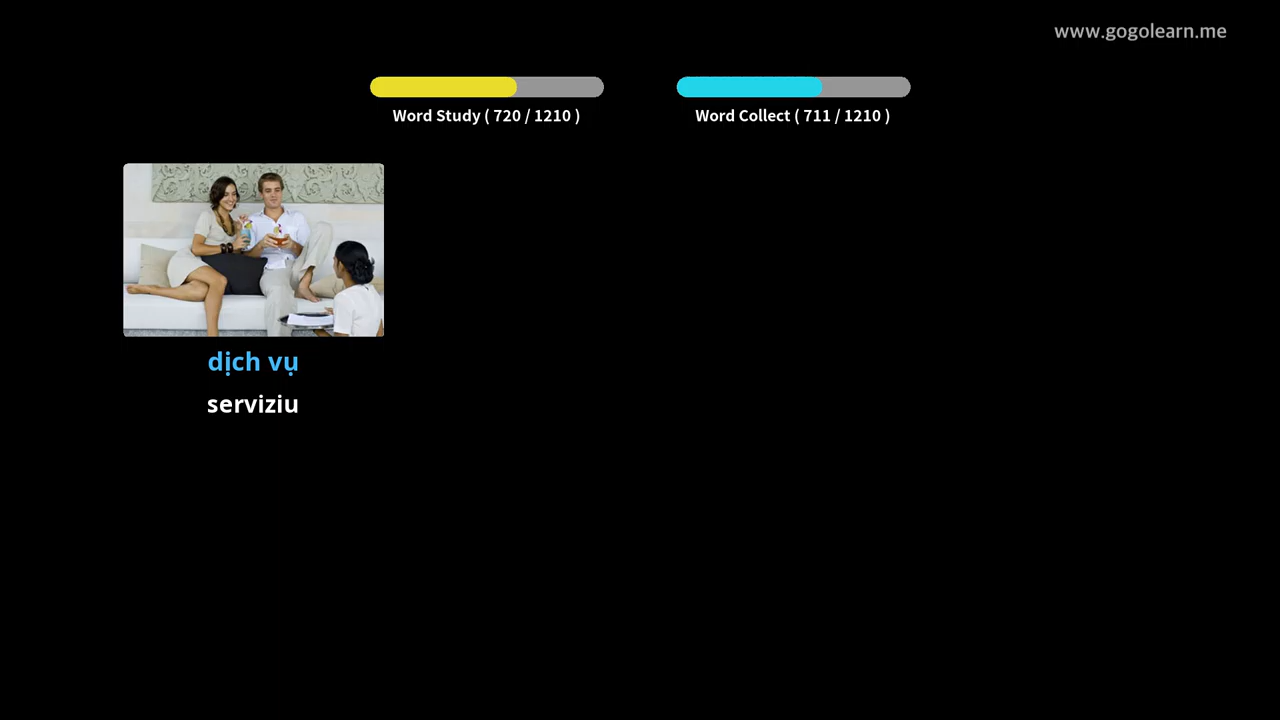 www.gogolearn.me
Word Study ( 720 / 1210 )
Word Collect ( 711 / 1210 )
dịch vụ
serviziu